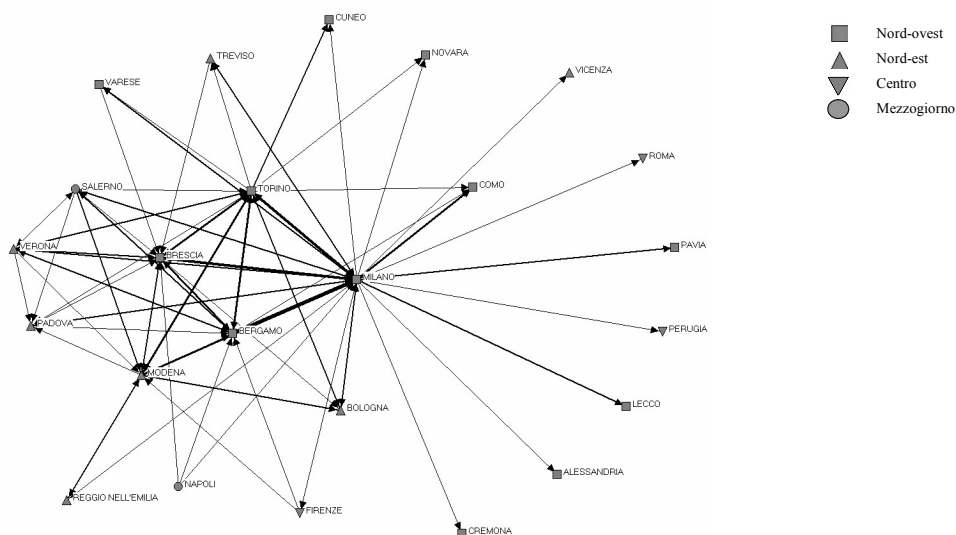 CUNEO
NOVARA
TREVISO
VICENZA
VARESE
ROMA
SALERNO
TORINO
COMO
VERONA
BRESCIA
PAVIA
MILANO
PADOVA
BERGAMO
PERUGIA
MODENA
BOLOGNA
LECCO
ALESSANDRIA
REGGIO NELL'EMILIA
NAPOLI
FIRENZE
CREMONA
Nord-ovest
Nord-est
Centro
Mezzogiorno